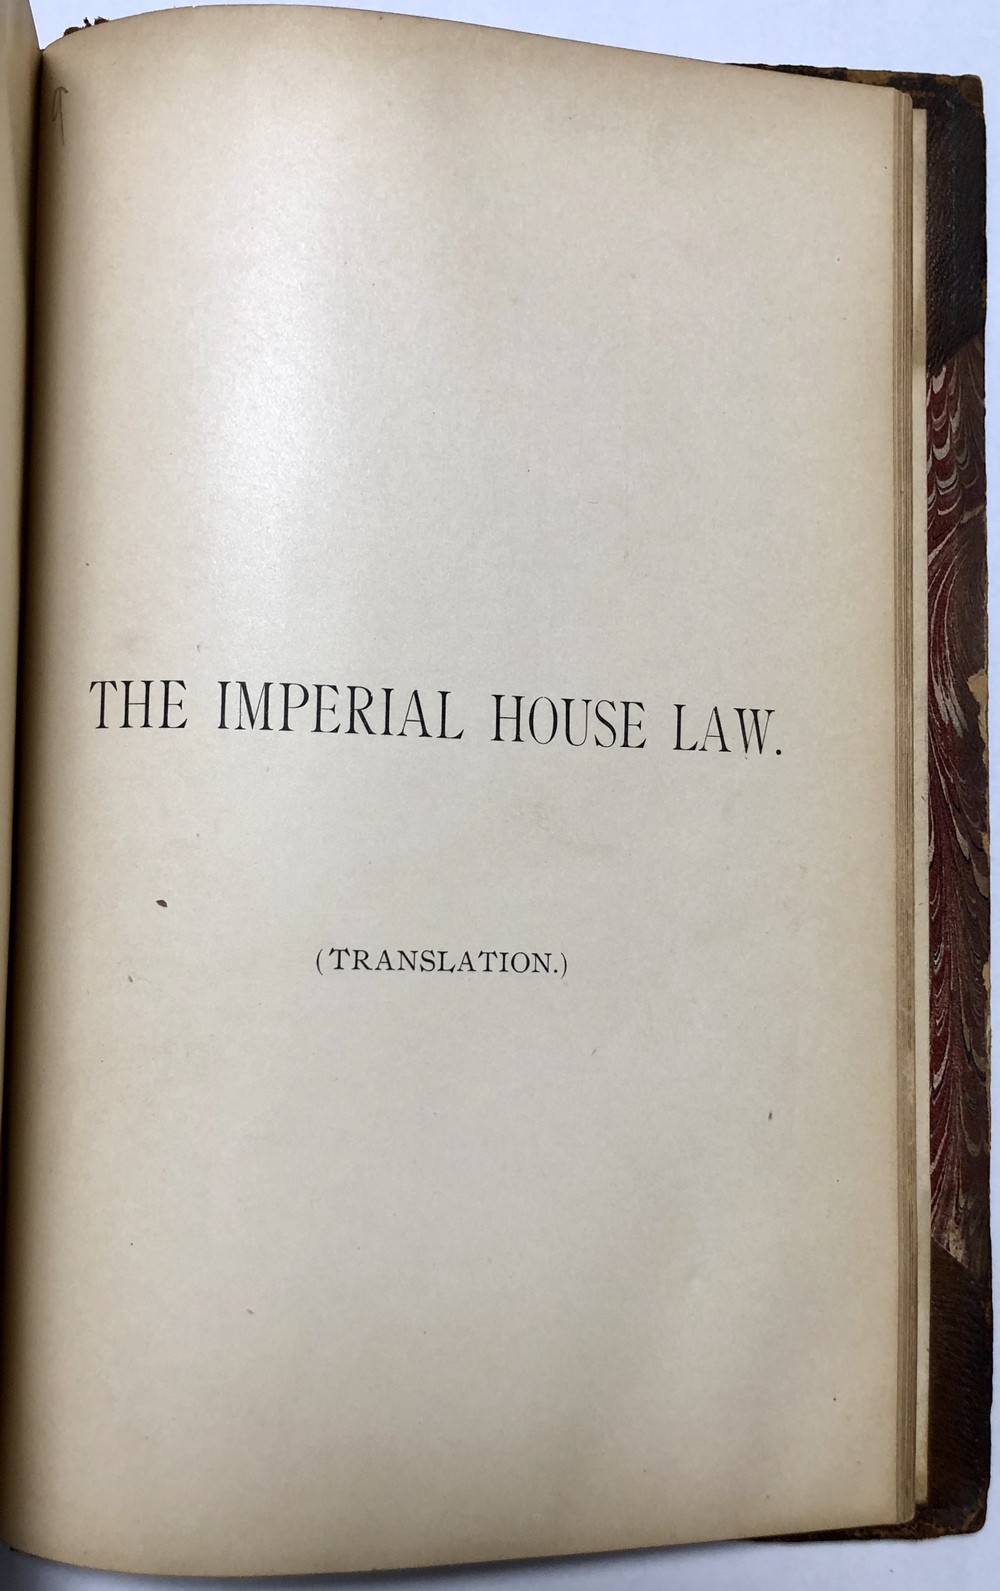 THE IMPERIAL HOUSE LAW.
(TRANSLATION.)